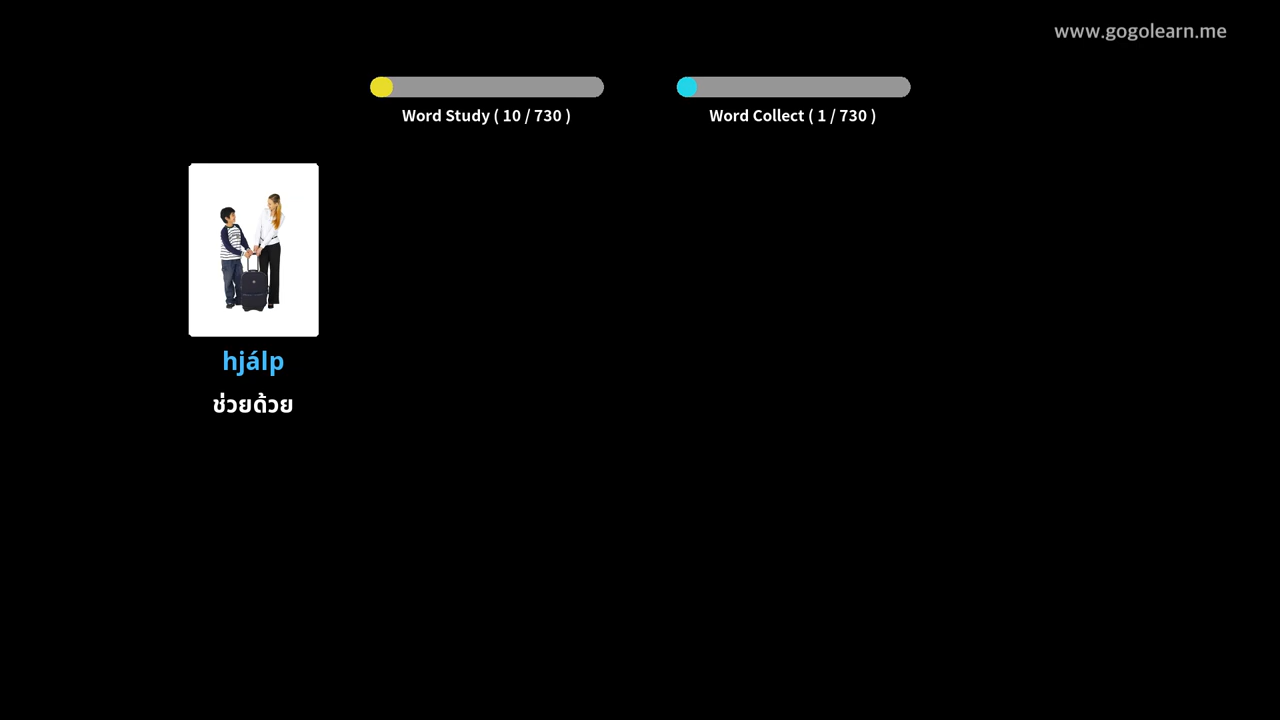 www.gogolearn.me
Word Study ( 10 / 730 )
Word Collect ( 1 / 730 )
hjálp
ช่วยด้วย